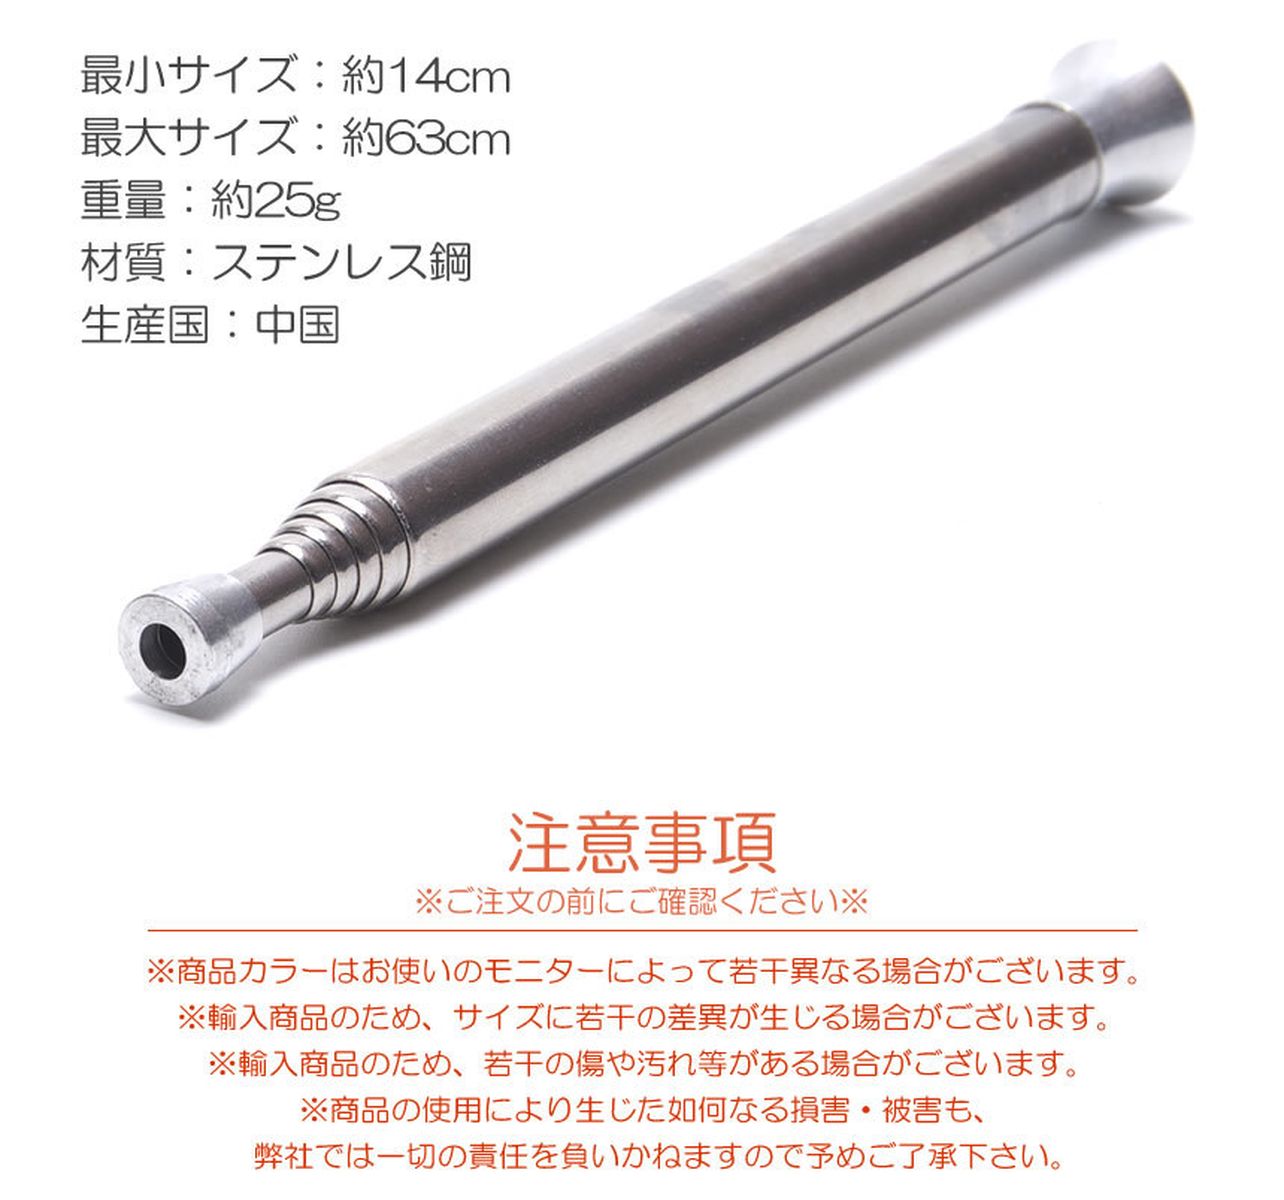 最小サイズ：約14cm
最大サイズ：約63cm
重量：約25g
材質：ステンレス鋼
生産国：中国
注意事項
※ご注文の前にご確認ください※
※商品カラーはお使いのモニターによって若干異なる場合がございます。
※輸入商品のため、サイズに若干の差異が生じる場合がございます。
※輸入商品のため、若干の傷や汚れ等がある場合がございます。
※商品の使用により生じた如何なる損害・被害も、
弊社では一切の責任を負いかねますので予めご了承下さい。